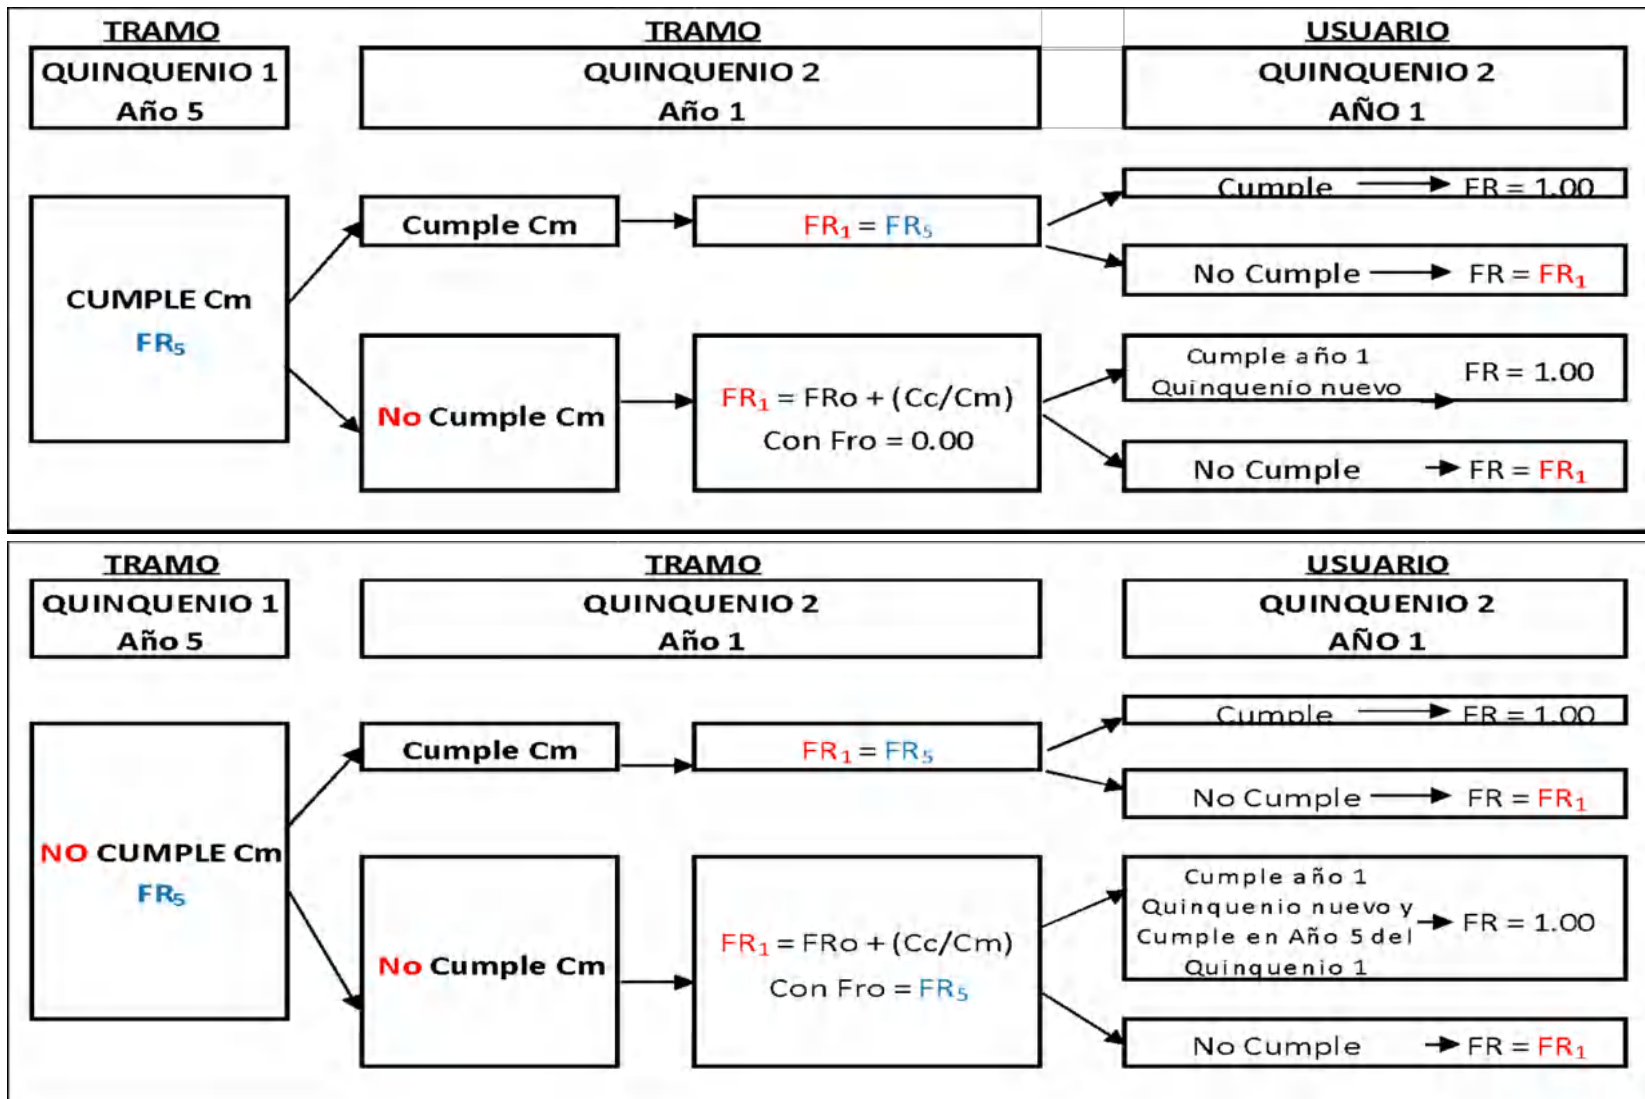 TRAMO
QUINQUENIO 1
Año 5
TRAMO
QUINQUENIO 2
Año 1
USUARIO
QUINQUENIO 2
AÑO 1
CUMPLE Cm
FR₅
Cumple Cm
FR₁ = FR₅
Cumple FR = 1.00
No Cumple FR = FR₁
No Cumple Cm
FR₁ = FRo + (Cc/Cm)
Con Fro = 0.00
Cumple año 1
Quinquenio nuevo
FR = 1.00
No Cumple FR = FR₁
TRAMO
QUINQUENIO 1
Año 5
TRAMO
QUINQUENIO 2
Año 1
USUARIO
QUINQUENIO 2
AÑO 1
NO CUMPLE Cm
FR₅
Cumple Cm
FR₁ = FR₅
Cumple FR = 1.00
No Cumple FR = FR₁
No Cumple Cm
FR₁ = FRo + (Cc/Cm)
Con Fro = FR₅
Cumple año 1
Quinquenio nuevo y
Cumple en Año 5 del
Quinquenio 1
FR = 1.00
No Cumple FR = FR₁